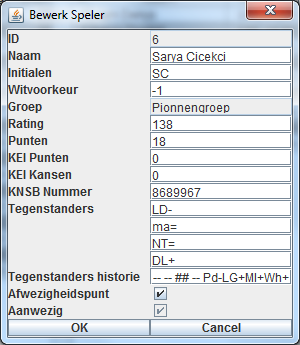 Bewerk Speler
ID 6
Naam Sarya Cicekci
Initialen SC
Witvoorkeur -1
Groep Pionnengroep
Rating 138
Punten 18
KEI Punten 0
KEI Kansen 0
KNSB Nummer 8689967
Tegenstanders LD-
ma=
NT=
DL+
Tegenstanders historie -- -- ## -- Pd-LG+MI+Wh+
Afwezigheidspunt
Aanwezig
OK Cancel